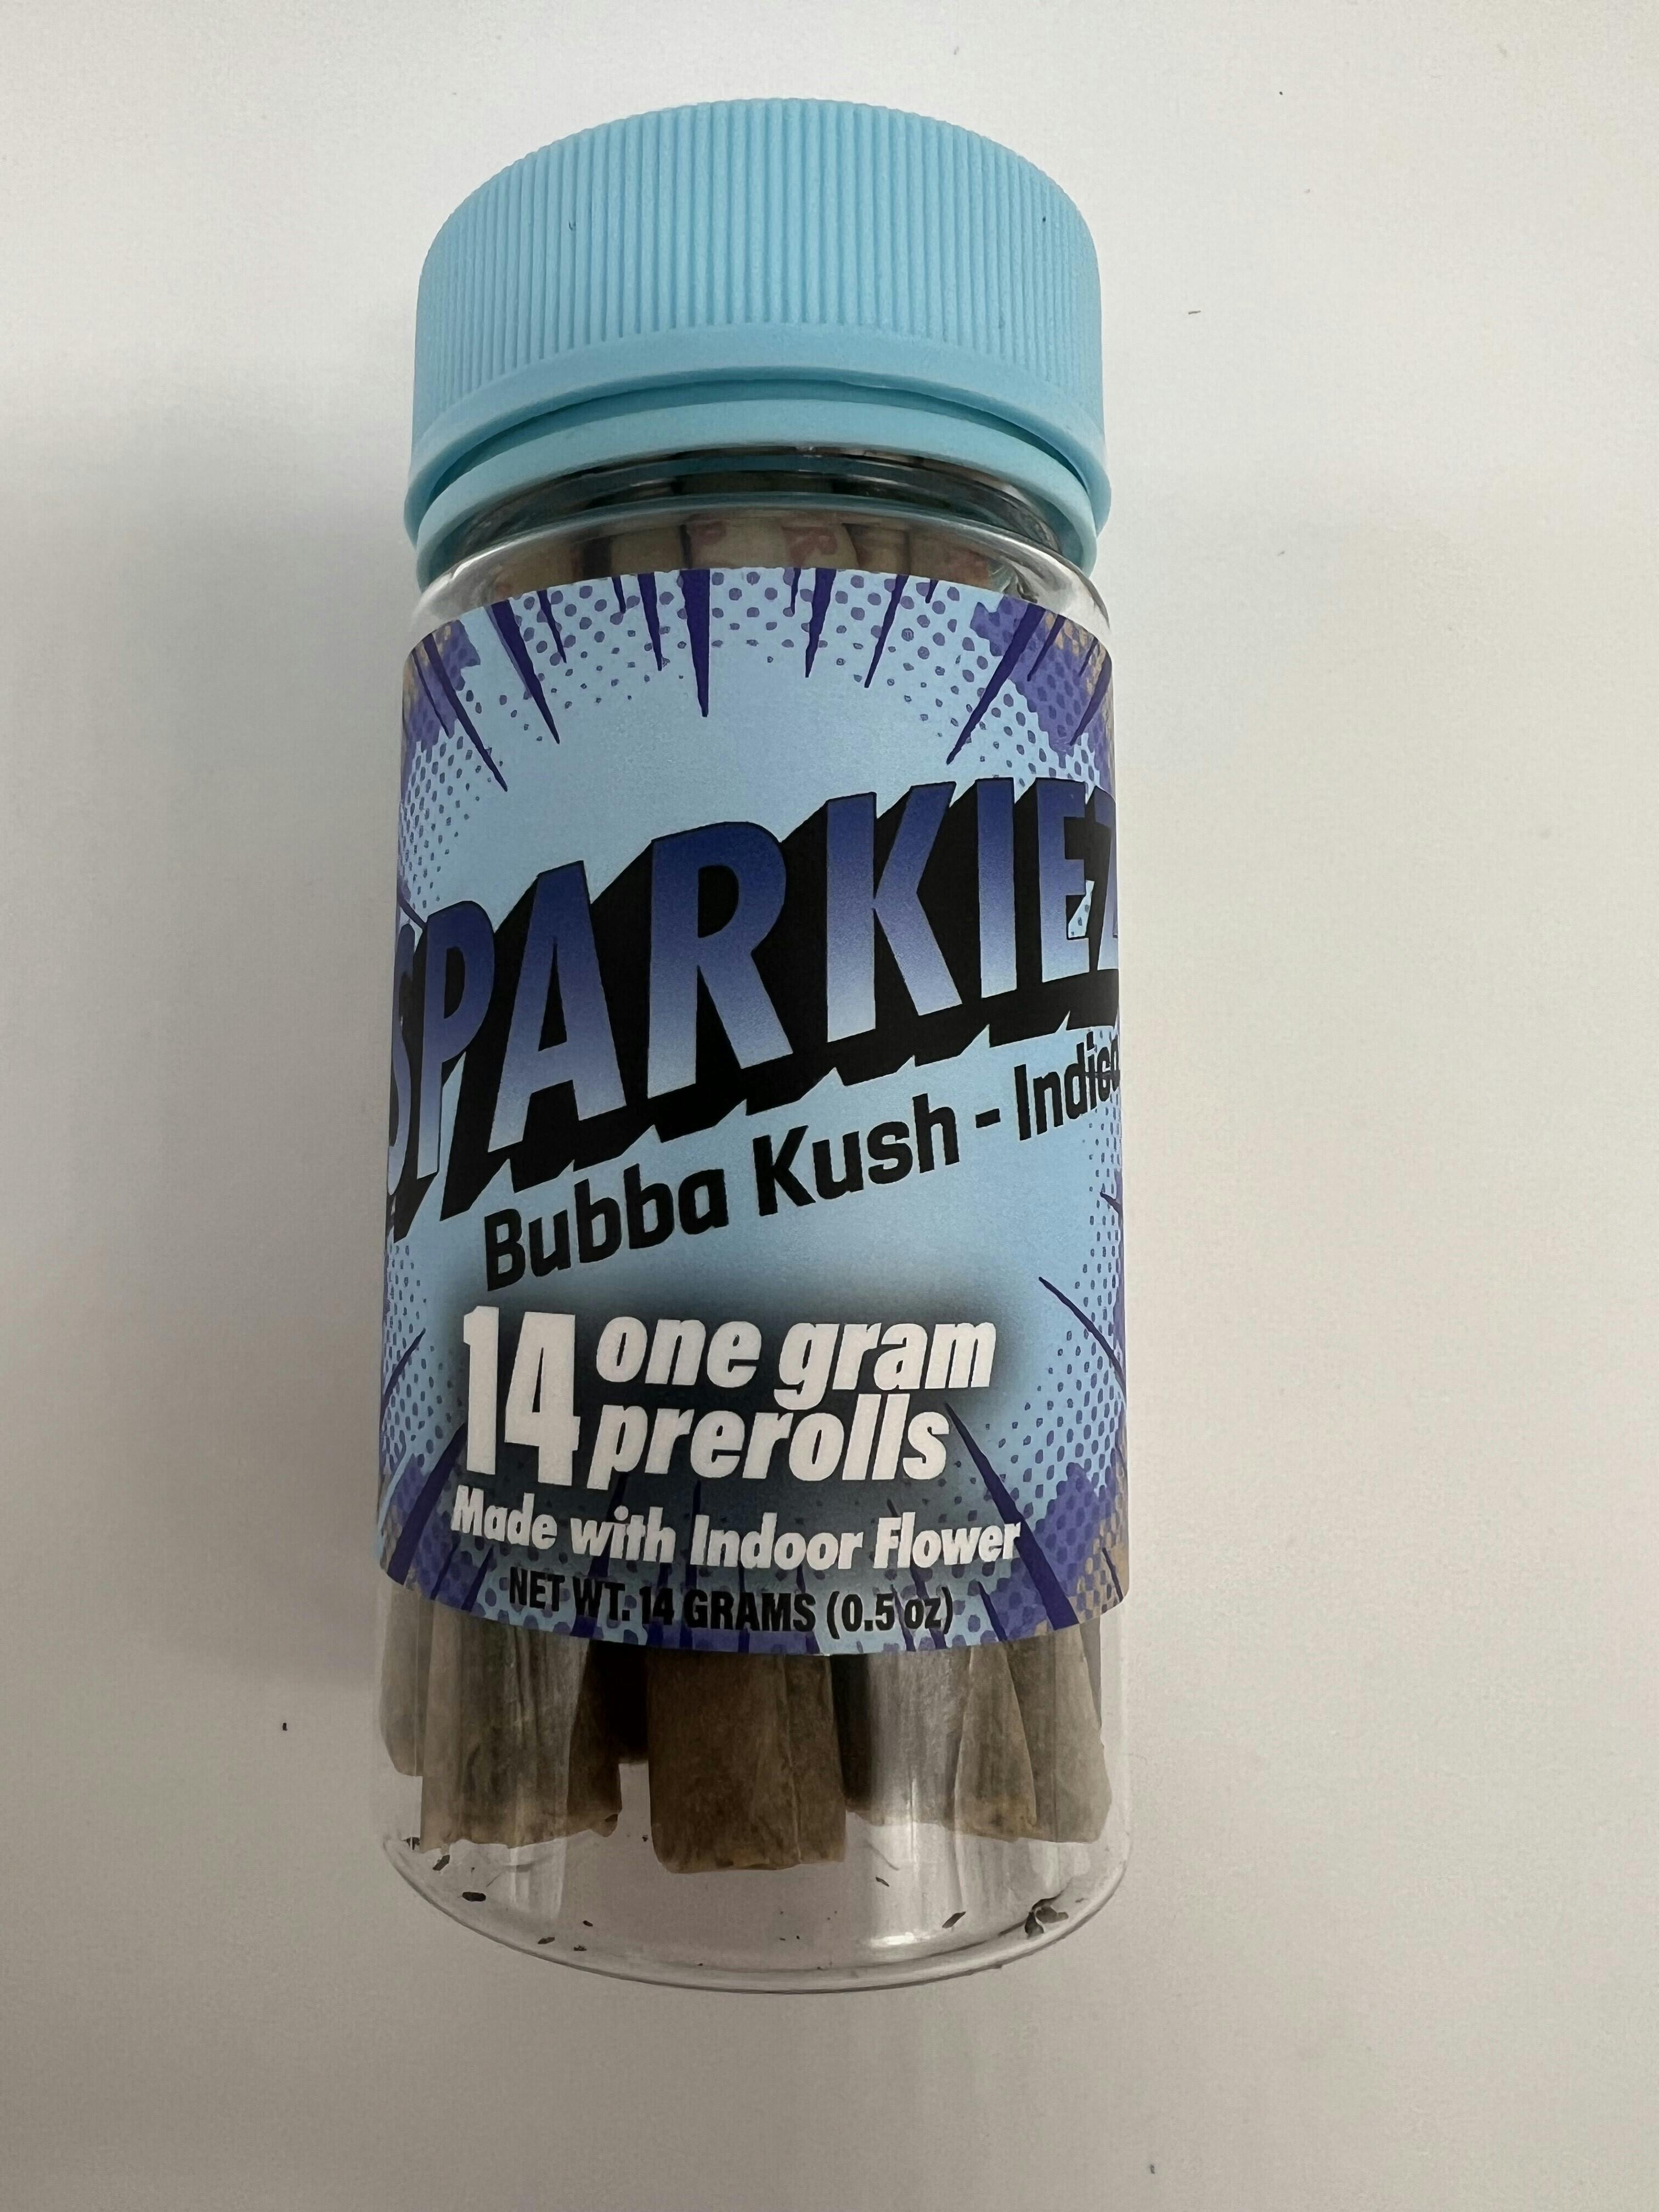 SPARKIEZ
Bubba Kush - Indica
14 one gram
prerolls
Made with Indoor Flower
NET WT. 14 GRAMS (0.5 oz)